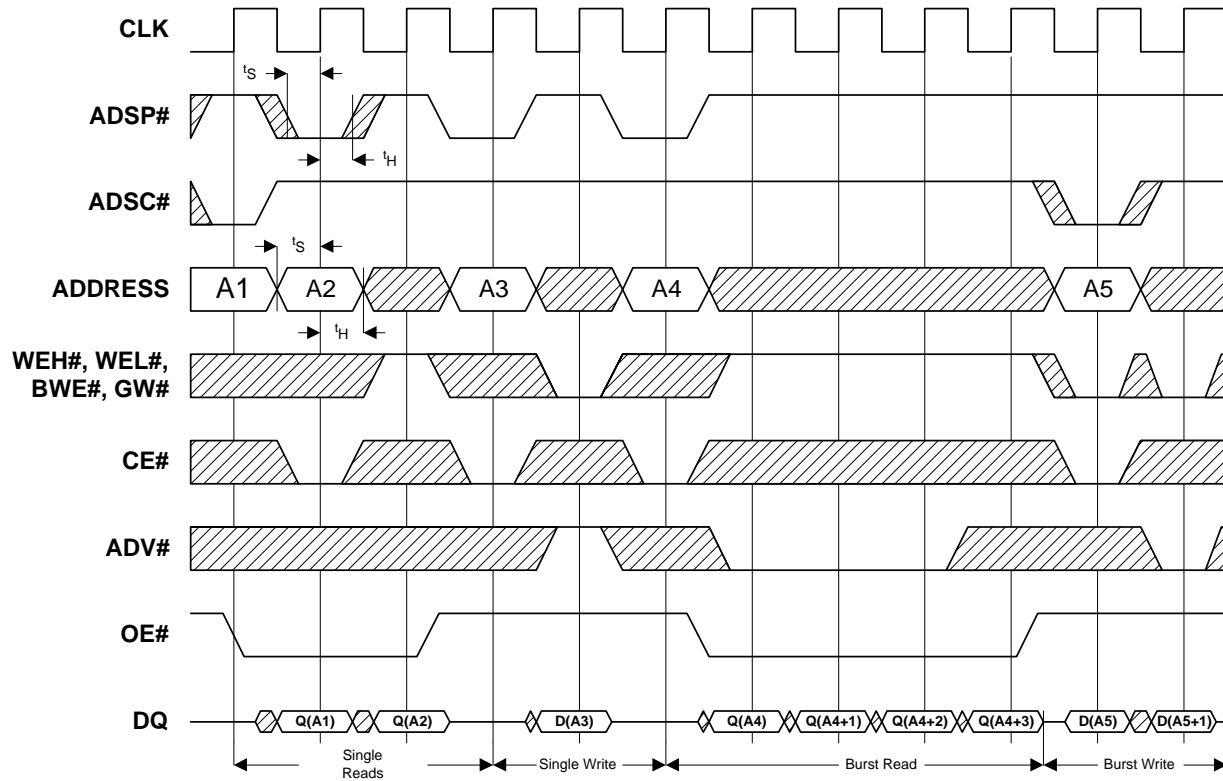 CLK
tS
ADSP#
tH
ADSC#
tS
ADDRESS
A1
A2
A3
A4
A5
tH
WEH#, WEL#,
BWE#, GW#
CE#
ADV#
OE#
DQ
Q(A1)
Q(A2)
D(A3)
Q(A4)
Q(A4+1)
Q(A4+2)
Q(A4+3)
D(A5)
D(A5+1)
Single
Reads
Single Write
Burst Read
Burst Write